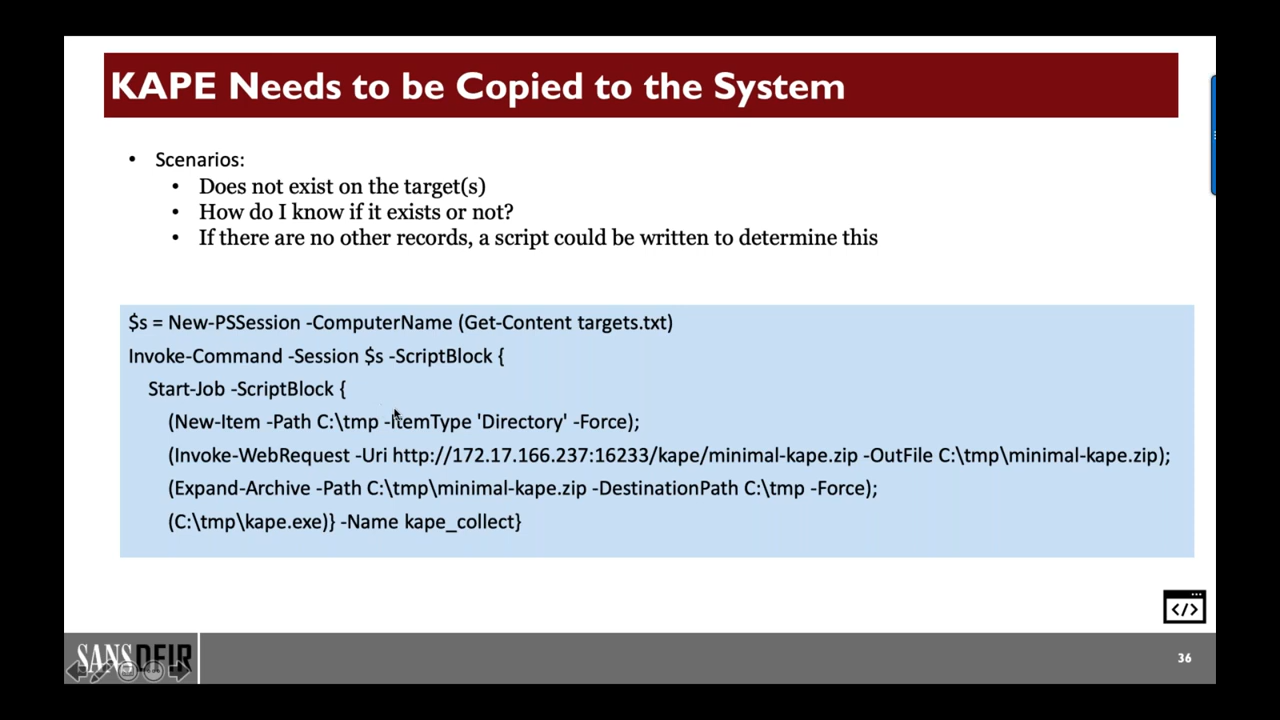 KAPE Needs to be Copied to the System
• Scenarios:
• Does not exist on the target(s)
• How do I know if it exists or not?
• If there are no other records, a script could be written to determine this
$s = New-PSSession -ComputerName (Get-Content targets.txt)
Invoke-Command -Session $s -ScriptBlock {
Start-Job -ScriptBlock {
(New-Item -Path C:\tmp -ItemType 'Directory' -Force);
(Invoke-WebRequest -Uri http://172.17.166.237:16233/kape/minimal-kape.zip -OutFile C:\tmp\minimal-kape.zip);
(Expand-Archive -Path C:\tmp\minimal-kape.zip -DestinationPath C:\tmp -Force);
(C:\tmp\kape.exe)} -Name kape_collect}
</>
SANS DFIR
36